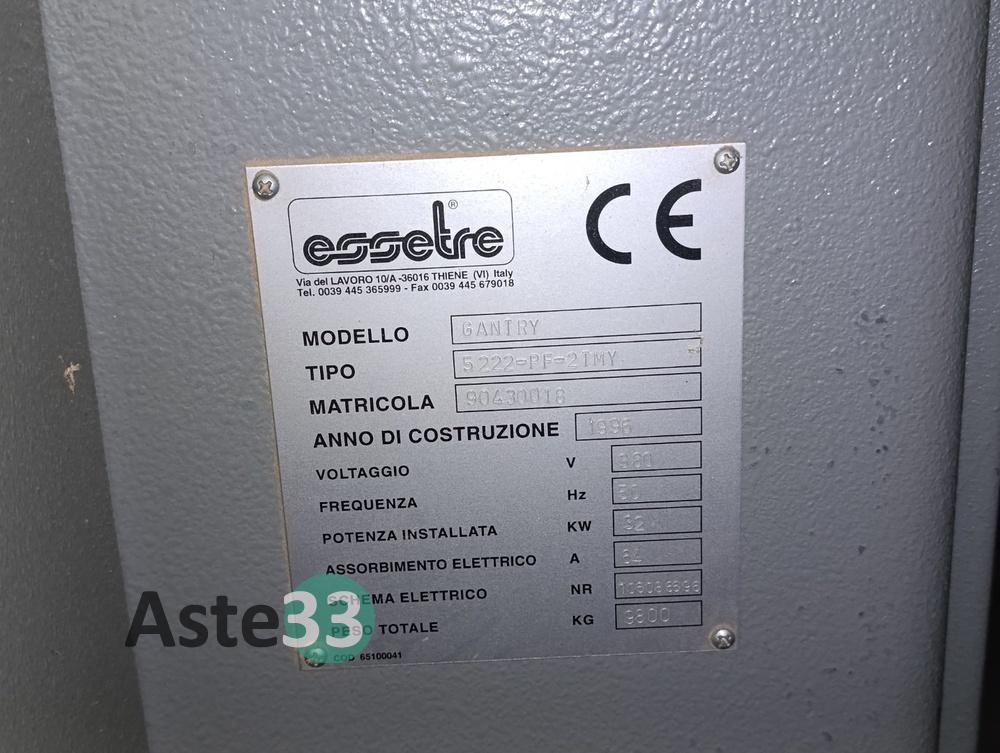 essetre ®
CE
Via del LAVORO 10/A -36016 THIENE (VI) Italy
Tel. 0039 445 365999 - Fax 0039 445 679018
MODELLO GANTRY
TIPO 5222-PF-2TMY
MATRICOLA 90430018
ANNO DI COSTRUZIONE 1996
VOLTAGGIO V
FREQUENZA Hz 50
POTENZA INSTALLATA KW 32
ASSORBIMENTO ELETTRICO A 64
SCHEMA ELETTRICO NR
PESO TOTALE KG 9800
COD 65100041
Aste33